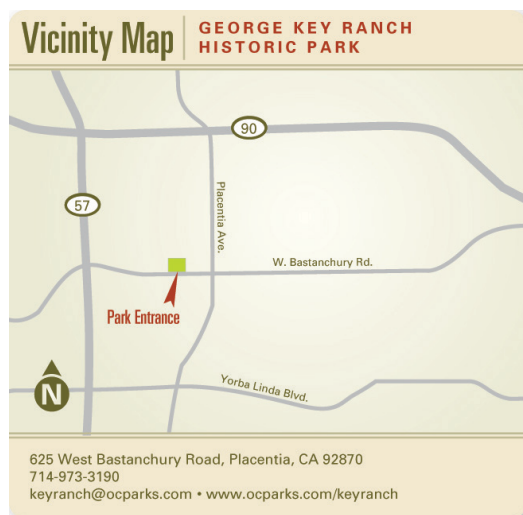 Vicinity Map
GEORGE KEY RANCH
HISTORIC PARK
90
Placentia Ave.
57
W. Bastanchury Rd.
Park Entrance
N
Yorba Linda Blvd.
625 West Bastanchury Road, Placentia, CA 92870
714-973-3190
keyranch@ocparks.com • www.ocparks.com/keyranch